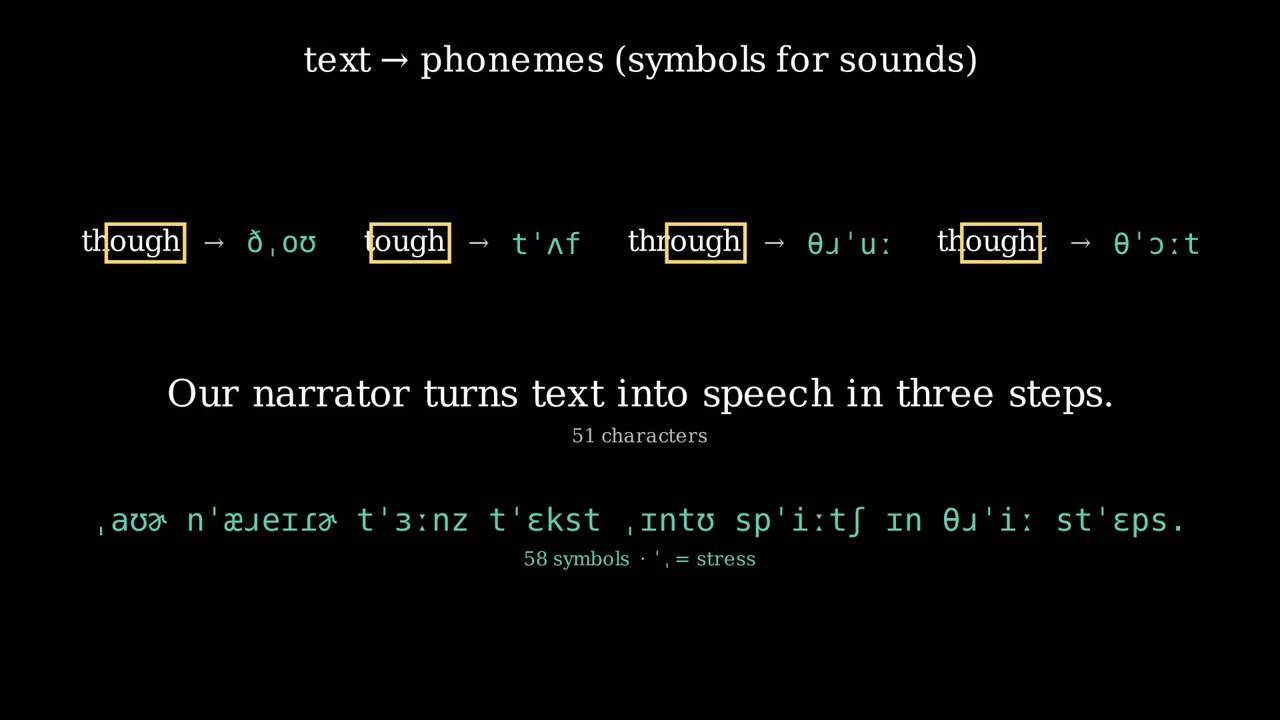 text → phonemes (symbols for sounds)
though → ðˌoʊ tough → tˈʌf through → θɹˈuː thought → θˈɔːt
Our narrator turns text into speech in three steps.
51 characters
ˌaʊɚ nˈæɹeɪɾɚ tˈɜːnz tˈɛkst ˌɪntʊ spˈiːtʃ ɪn θɹˈiː stˈɛps.
58 symbols · ˈˌ = stress